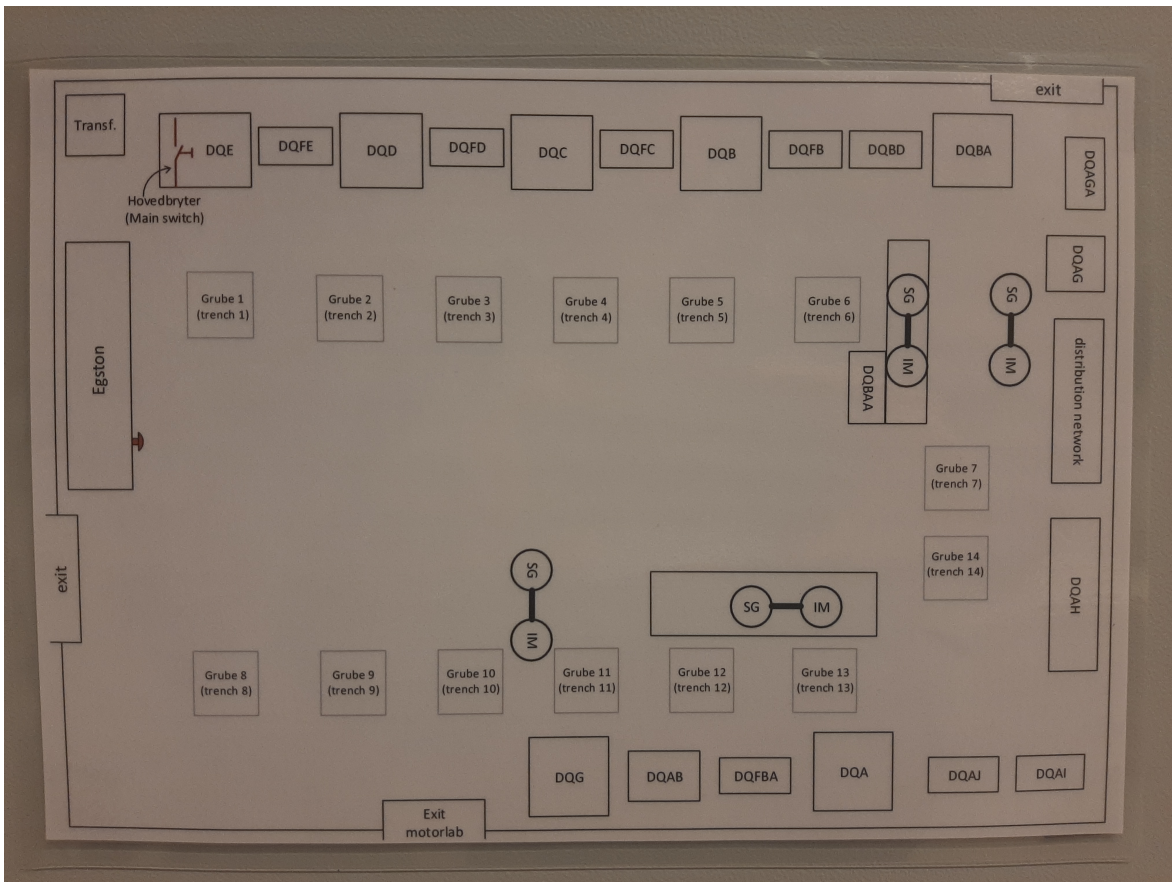 exit
Transf.
DQE
DQFE
DQD
DQFD
DQC
DQFC
DQB
DQFB
DQBD
DQBA
DQAGA
Hovedbryter
(Main switch)
DQAG
Egston
Grube 1
(trench 1)
Grube 2
(trench 2)
Grube 3
(trench 3)
Grube 4
(trench 4)
Grube 5
(trench 5)
Grube 6
(trench 6)
SG
IM
DQBAA
SG
IM
distribution network
Grube 7
(trench 7)
Grube 14
(trench 14)
DQAH
exit
SG
IM
SG
IM
Grube 8
(trench 8)
Grube 9
(trench 9)
Grube 10
(trench 10)
Grube 11
(trench 11)
Grube 12
(trench 12)
Grube 13
(trench 13)
DQG
DQAB
DQFBA
DQA
DQAJ
DQAI
Exit
motorlab